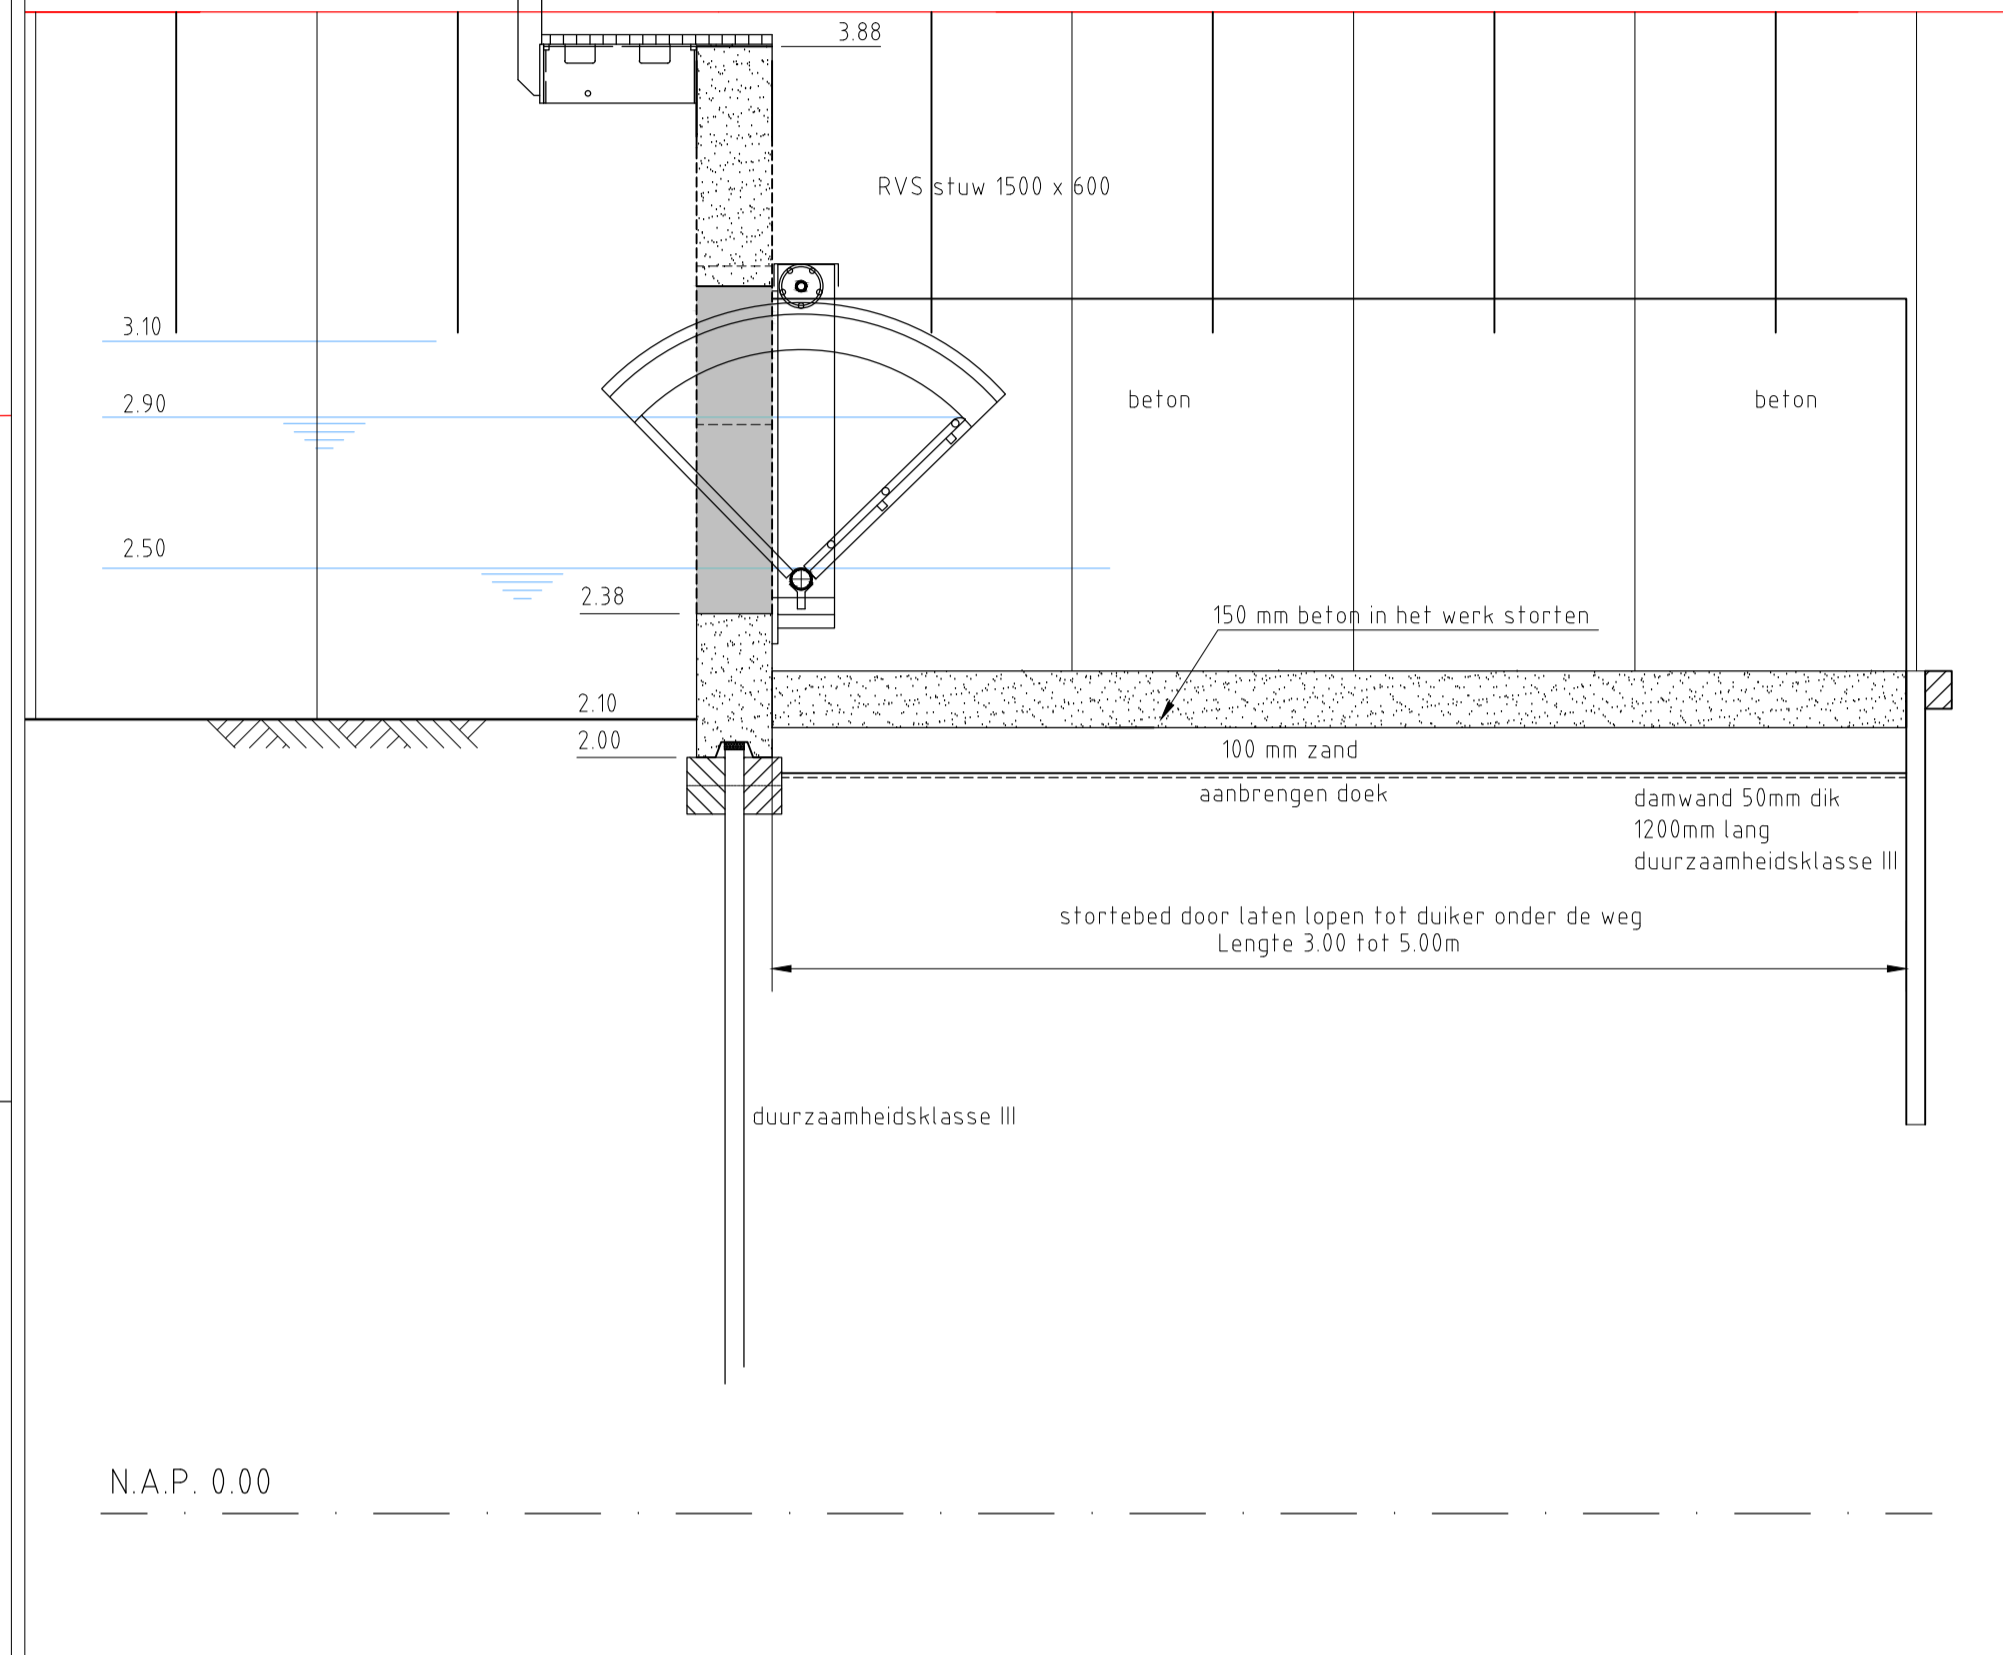 3.88
RVS stuw 1500 x 600
3.10
2.90
beton
beton
2.50
2.38
150 mm beton in het werk storten
2.10
2.00
100 mm zand
aanbrengen doek
damwand 50mm dik
1200mm lang
duurzaamheidsklasse III
stortebed door laten lopen tot duiker onder de weg
Lengte 3.00 tot 5.00m
duurzaamheidsklasse III
N.A.P. 0.00